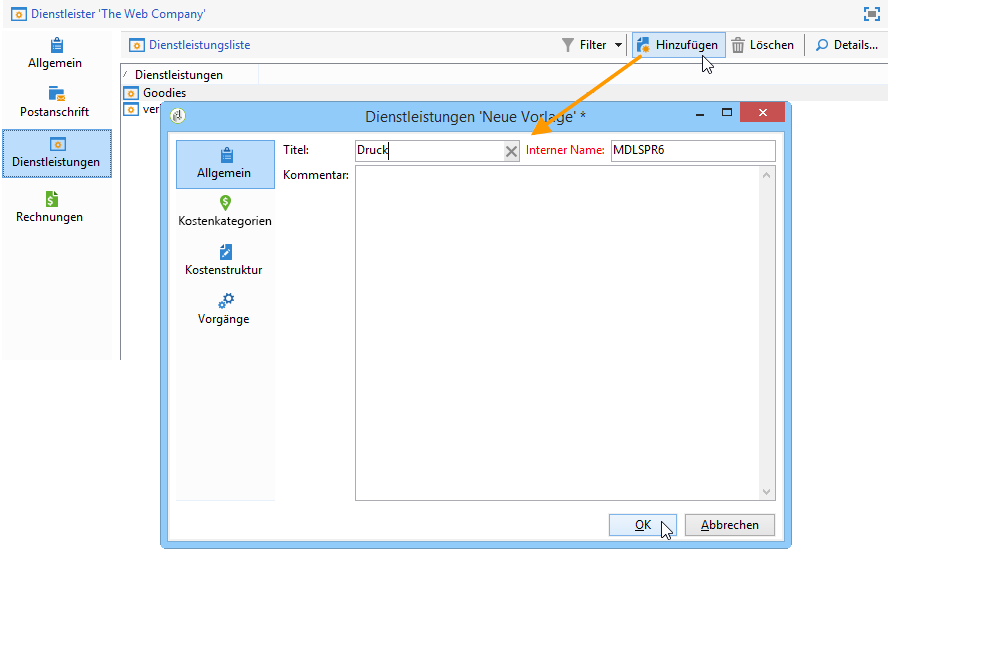 Dienstleister 'The Web Company'
Allgemein
Postanschrift
Dienstleistungen
Rechnungen
Dienstleistungsliste
Filter
Hinzufügen
Löschen
Details...
Dienstleistungen
Goodies
ver
Dienstleistungen 'Neue Vorlage' *
Allgemein
Kostenkategorien
Kostenstruktur
Vorgänge
Titel:
Druck
Interner Name:
MDLSPR6
Kommentar:
OK
Abbrechen